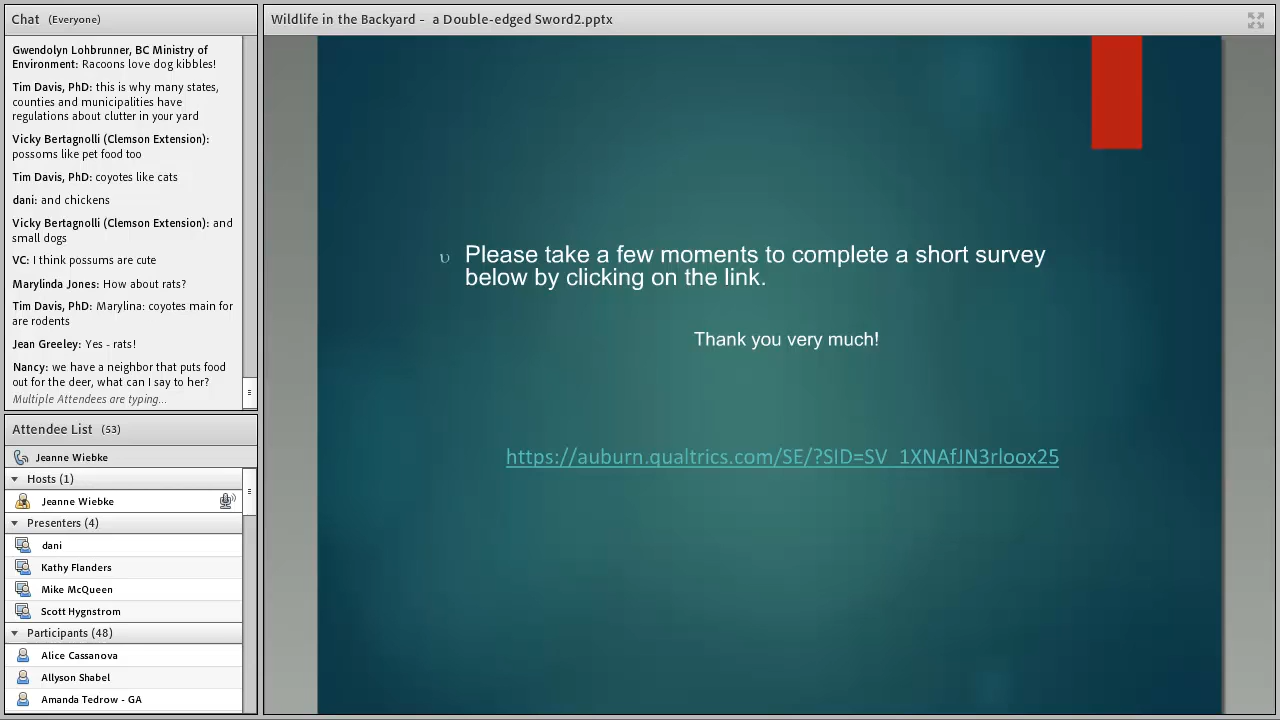 Chat (Everyone)
Gwendolyn Lohbrunner, BC Ministry of
Environment: Racoons love dog kibbles!
Tim Davis, PhD: this is why many states,
counties and municipalities have
regulations about clutter in your yard
Vicky Bertagnolli (Clemson Extension):
possoms like pet food too
Tim Davis, PhD: coyotes like cats
dani: and chickens
Vicky Bertagnolli (Clemson Extension): and
small dogs
VC: I think possums are cute
Marylinda Jones: How about rats?
Tim Davis, PhD: Marylina: coyotes main for
are rodents
Jean Greeley: Yes - rats!
Nancy: we have a neighbor that puts food
out for the deer, what can I say to her?
Multiple Attendees are typing...
Attendee List (53)
Jeanne Wiebke
Hosts (1)
Jeanne Wiebke
Presenters (4)
dani
Kathy Flanders
Mike McQueen
Scott Hygnstrom
Participants (48)
Alice Cassanova
Allyson Shabel
Amanda Tedrow - GA
Wildlife in the Backyard - a Double-edged Sword2.pptx
υ Please take a few moments to complete a short survey
below by clicking on the link.
Thank you very much!
https://auburn.qualtrics.com/SE/?SID=SV_1XNAfJN3rloox25